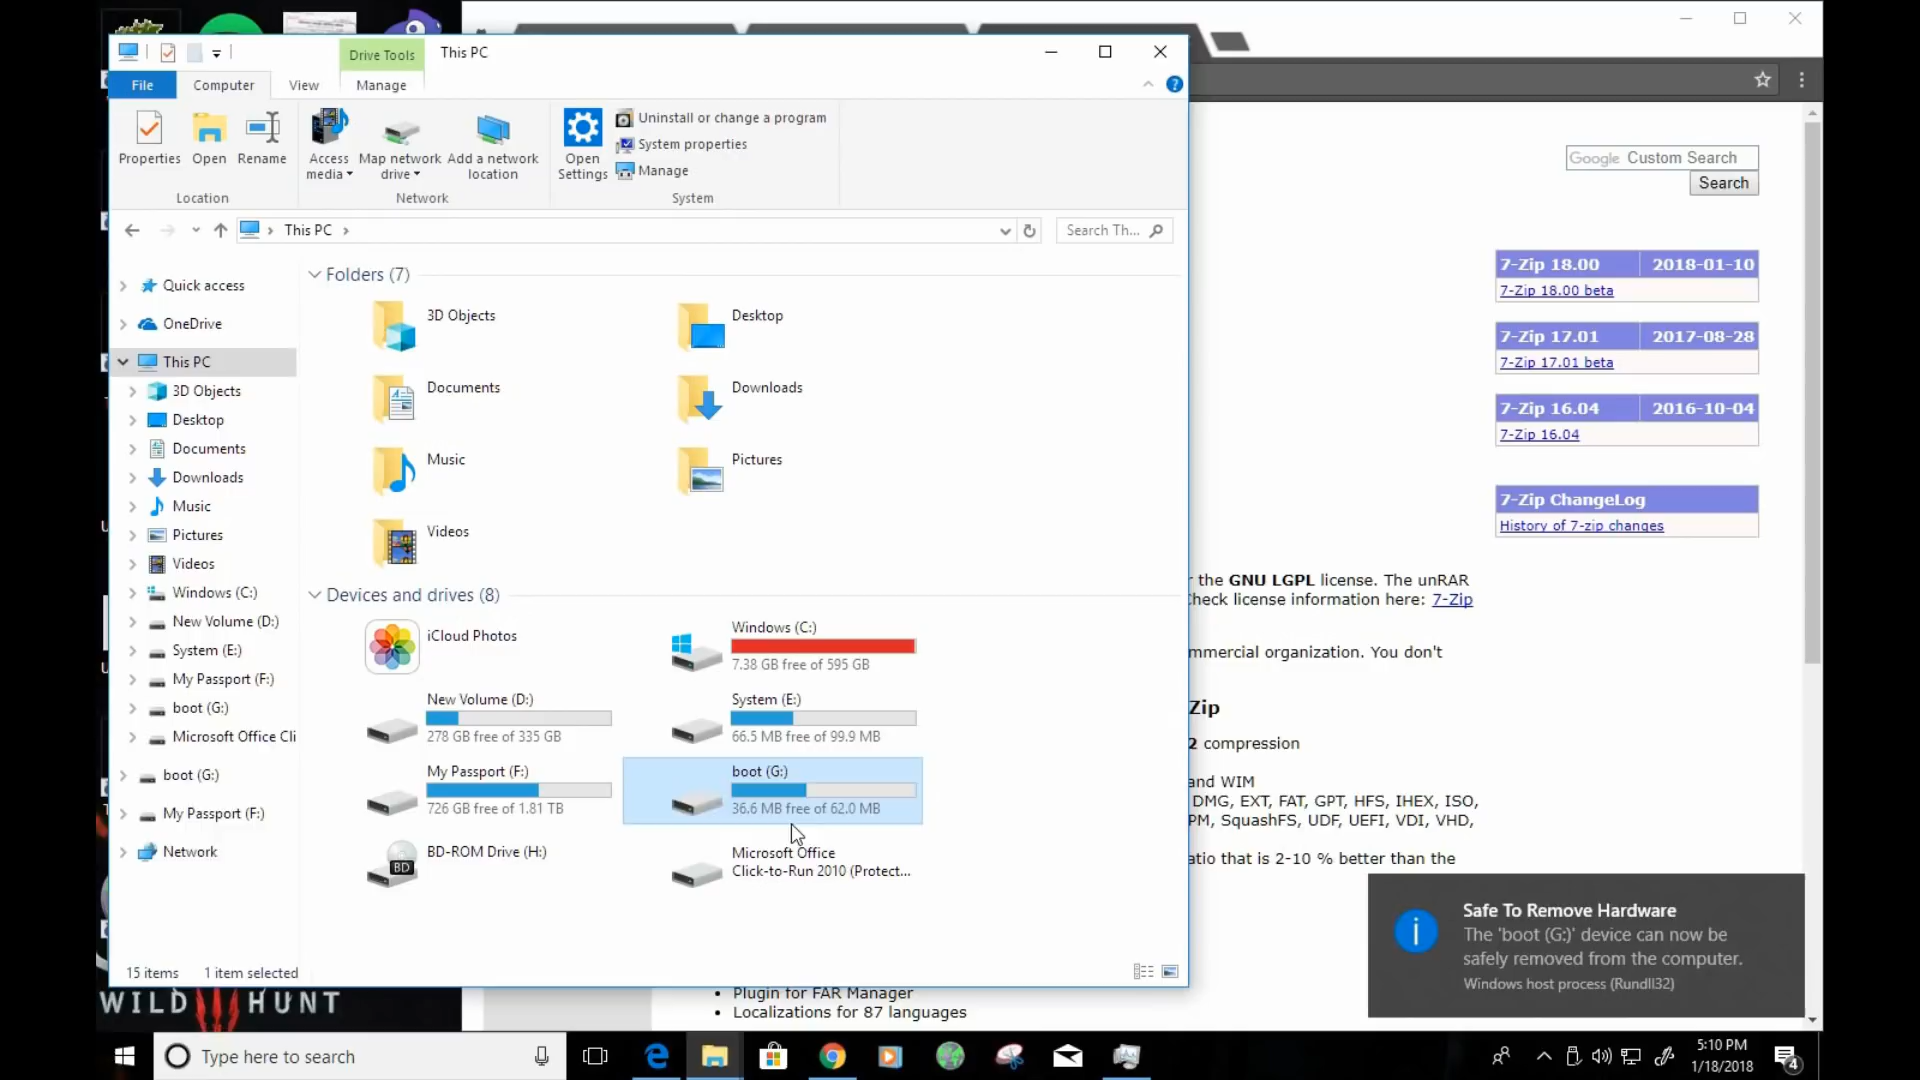 Drive Tools
This PC
File
Computer
View
Manage
Properties
Open
Rename
Access
media
Map network
drive
Add a network
location
Open
Settings
Uninstall or change a program
System properties
Manage
Location
Network
System
This PC
Search Th...
Quick access
OneDrive
This PC
3D Objects
Desktop
Documents
Downloads
Music
Pictures
Videos
Windows (C:)
New Volume (D:)
System (E:)
My Passport (F:)
boot (G:)
Microsoft Office Cli
boot (G:)
My Passport (F:)
Network
Folders (7)
3D Objects
Desktop
Documents
Downloads
Music
Pictures
Videos
Devices and drives (8)
iCloud Photos
Windows (C:)
7.38 GB free of 595 GB
New Volume (D:)
278 GB free of 335 GB
System (E:)
66.5 MB free of 99.9 MB
My Passport (F:)
726 GB free of 1.81 TB
boot (G:)
36.6 MB free of 62.0 MB
BD-ROM Drive (H:)
BD
Microsoft Office
Click-to-Run 2010 (Protect...
15 items
1 item selected
Google Custom Search
Search
7-Zip 18.00 2018-01-10
7-Zip 18.00 beta
7-Zip 17.01 2017-08-28
7-Zip 17.01 beta
7-Zip 16.04 2016-10-04
7-Zip 16.04
7-Zip ChangeLog
History of 7-zip changes
the GNU LGPL license. The unRAR
heck license information here: 7-Zip
mmercial organization. You don't
Zip
2 compression
and WIM
DMG, EXT, FAT, GPT, HFS, IHEX, ISO,
PM, SquashFS, UDF, UEFI, VDI, VHD,
atio that is 2-10 % better than the
Plugin for FAR Manager
Localizations for 87 languages
Safe To Remove Hardware
The 'boot (G:)' device can now be
safely removed from the computer.
Windows host process (Rundll32)
WILD HUNT
Type here to search
5:10 PM
1/18/2018
4